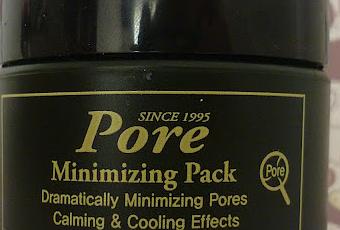 SINCE 1995
Pore
Minimizing Pack
Pore
Dramatically Minimizing Pores
Calming & Cooling Effects